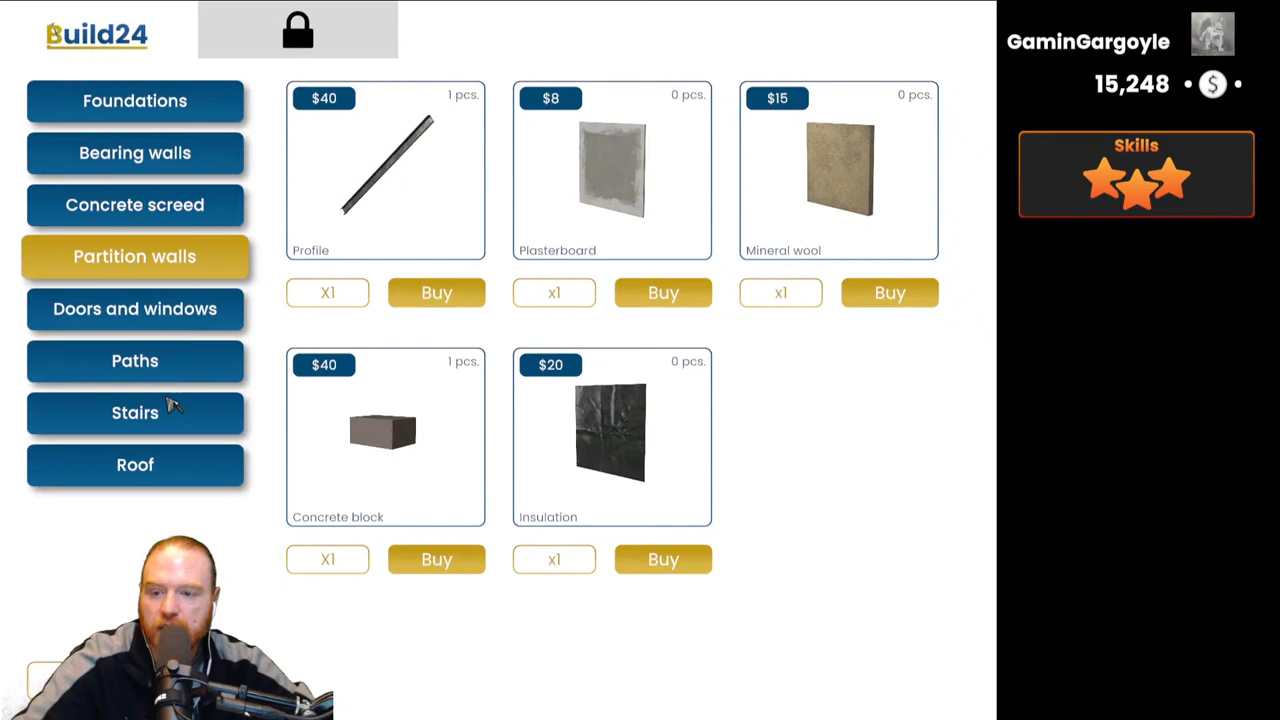 Build24
GaminGargoyle
15,248 $
Skills
Foundations
Bearing walls
Concrete screed
Partition walls
Doors and windows
Paths
Stairs
Roof
$40 1 pcs.
Profile
X1 Buy
$8 0 pcs.
Plasterboard
x1 Buy
$15 0 pcs.
Mineral wool
x1 Buy
$40 1 pcs.
Concrete block
X1 Buy
$20 0 pcs.
Insulation
x1 Buy